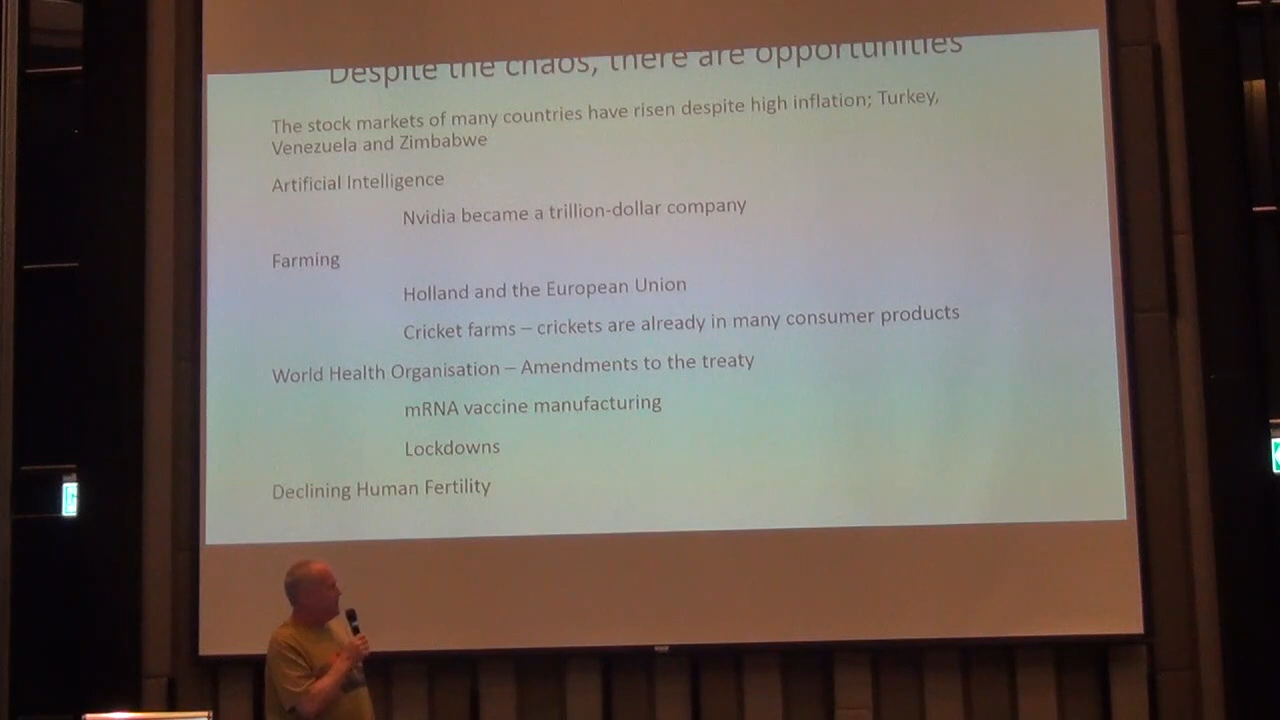 Despite the chaos, there are opportunities
The stock markets of many countries have risen despite high inflation; Turkey,
Venezuela and Zimbabwe
Artificial Intelligence
Nvidia became a trillion-dollar company
Farming
Holland and the European Union
Cricket farms – crickets are already in many consumer products
World Health Organisation – Amendments to the treaty
mRNA vaccine manufacturing
Lockdowns
Declining Human Fertility